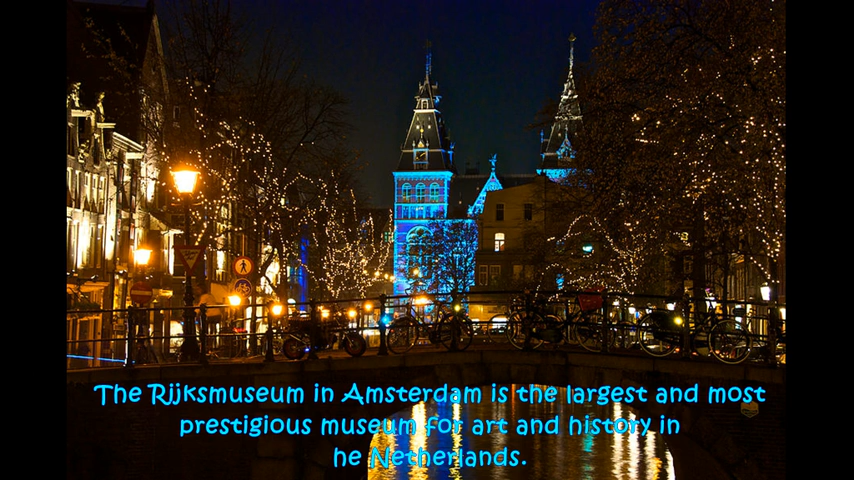 The Rijksmuseum in Amsterdam is the largest and most
prestigious museum for art and history in
he Netherlands.